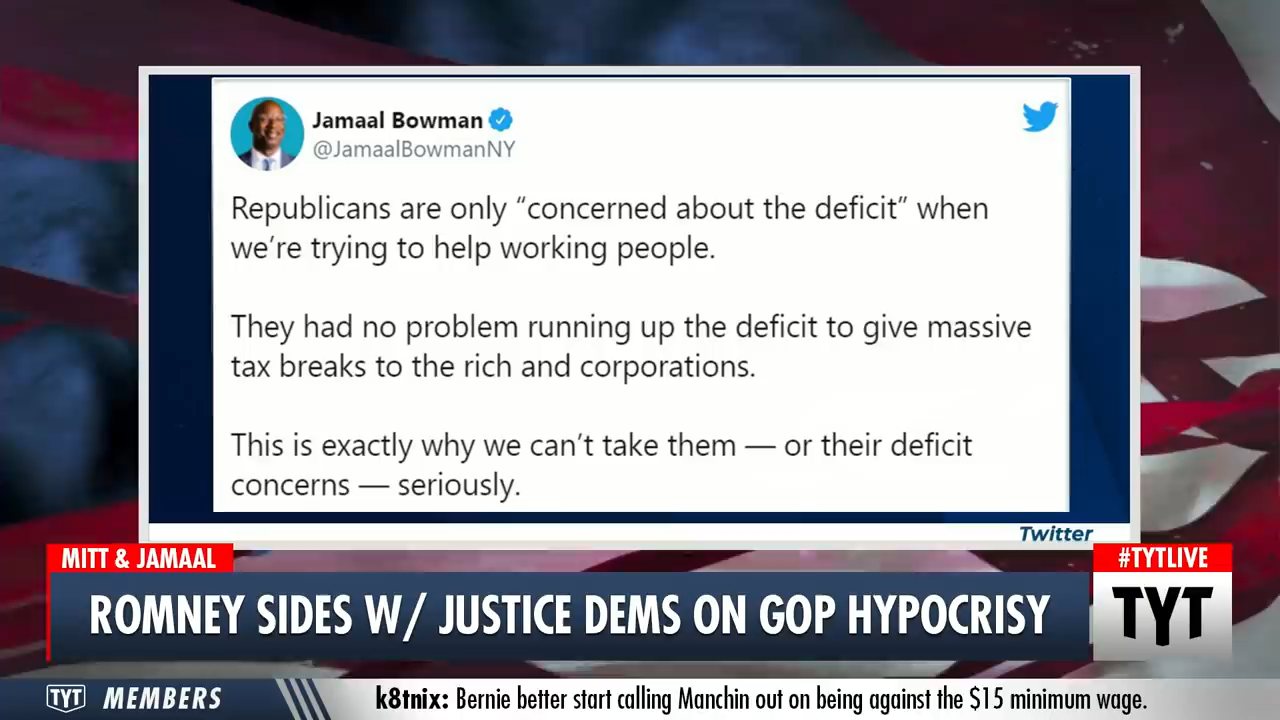 Jamaal Bowman
@JamaalBowmanNY
Republicans are only “concerned about the deficit” when
we’re trying to help working people.
They had no problem running up the deficit to give massive
tax breaks to the rich and corporations.
This is exactly why we can’t take them — or their deficit
concerns — seriously.
Twitter
MITT & JAMAAL
#TYTLIVE
ROMNEY SIDES W/ JUSTICE DEMS ON GOP HYPOCRISY
TYT
TYT MEMBERS
k8tnix: Bernie better start calling Manchin out on being against the $15 minimum wage.